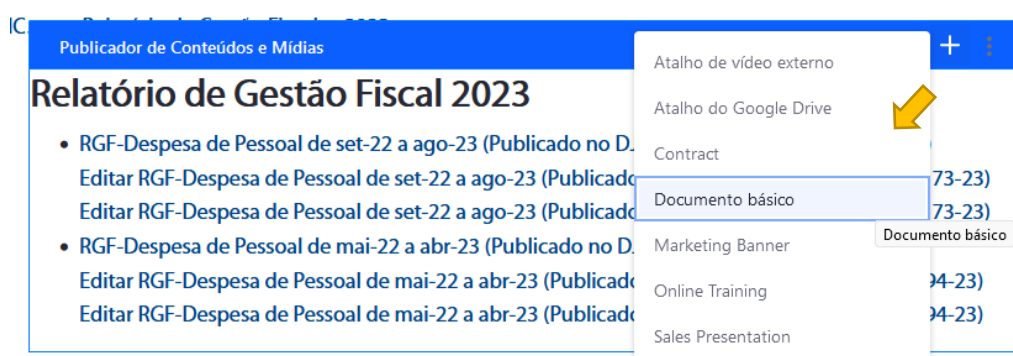 Publicador de Conteúdos e Mídias
Relatório de Gestão Fiscal 2023
RGF-Despesa de Pessoal de set-22 a ago-23 (Publicado no D.
Editar RGF-Despesa de Pessoal de set-22 a ago-23 (Publicado 73-23)
Editar RGF-Despesa de Pessoal de set-22 a ago-23 (Publicado 73-23)
RGF-Despesa de Pessoal de mai-22 a abr-23 (Publicado no D.
Editar RGF-Despesa de Pessoal de mai-22 a abr-23 (Publicado 94-23)
Editar RGF-Despesa de Pessoal de mai-22 a abr-23 (Publicado 94-23)
Atalho de vídeo externo
Atalho do Google Drive
Contract
Documento básico
Documento básico
Marketing Banner
Online Training
Sales Presentation